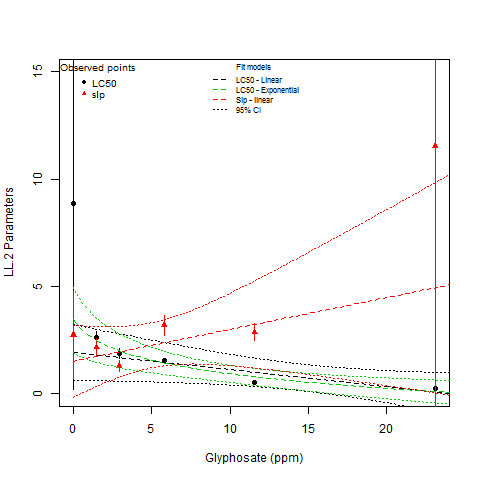 Observed points
LC50
slp
Fit models
LC50 - Linear
LC50 - Exponential
Slp - linear
95% CI
15
10
5
0
LL.2 Parameters
0 5 10 15 20
Glyphosate (ppm)